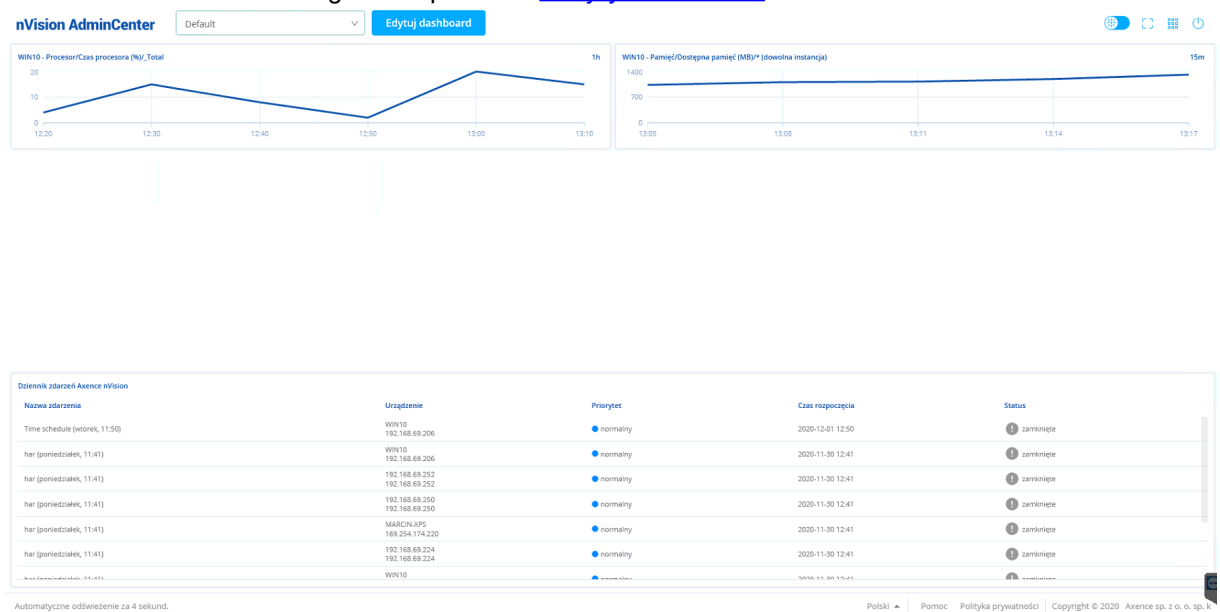 nVision AdminCenter
Default
Edytuj dashboard
WIN10 - Procesor/Czas procesora (%)/_Total 1h
20
10
0
12:20 12:30 12:40 12:50 13:00 13:10
WIN10 - Pamięć/Dostępna pamięć (MB)/* (dowolna instancja) 15m
1400
700
0
13:05 13:08 13:11 13:14 13:17
Dziennik zdarzeń Axence nVision
Nazwa zdarzenia Urządzenie Priorytet Czas rozpoczęcia Status
Time schedule (wtorek, 11:50) WIN10 normalny 2020-12-01 12:50 zamknięte
192.168.69.206
har (poniedziałek, 11:41) WIN10 normalny 2020-11-30 12:41 zamknięte
192.168.69.206
har (poniedziałek, 11:41) 192.168.69.252 normalny 2020-11-30 12:41 zamknięte
192.168.69.252
har (poniedziałek, 11:41) 192.168.69.250 normalny 2020-11-30 12:41 zamknięte
192.168.69.250
har (poniedziałek, 11:41) MARCIN-XPS normalny 2020-11-30 12:41 zamknięte
169.254.174.220
har (poniedziałek, 11:41) 192.168.69.224 normalny 2020-11-30 12:41 zamknięte
192.168.69.224
WIN10
Automatyczne odświeżenie za 4 sekund.
Polski Pomoc Polityka prywatności Copyright © 2020 Axence sp. z o. o. sp. k.